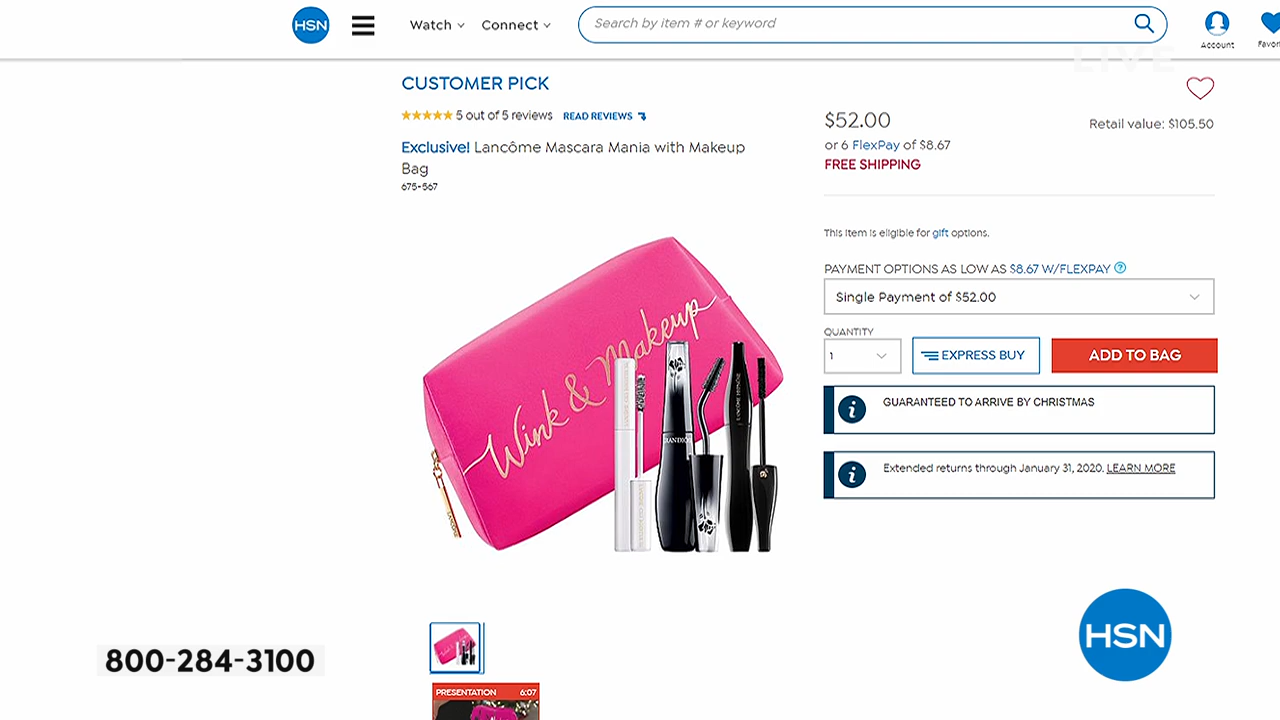 HSN
Watch
Connect
Search by item # or keyword
Account
Favor
LIVE
CUSTOMER PICK
5 out of 5 reviews READ REVIEWS
Exclusive! Lancôme Mascara Mania with Makeup
Bag
675-567
$52.00
Retail value: $105.50
or 6 FlexPay of $8.67
FREE SHIPPING
This item is eligible for gift options.
PAYMENT OPTIONS AS LOW AS $8.67 W/FLEXPAY ?
Single Payment of $52.00
QUANTITY
1
EXPRESS BUY
ADD TO BAG
GUARANTEED TO ARRIVE BY CHRISTMAS
Extended returns through January 31, 2020. LEARN MORE
Wink & Makeup
800-284-3100
HSN
PRESENTATION 6:07